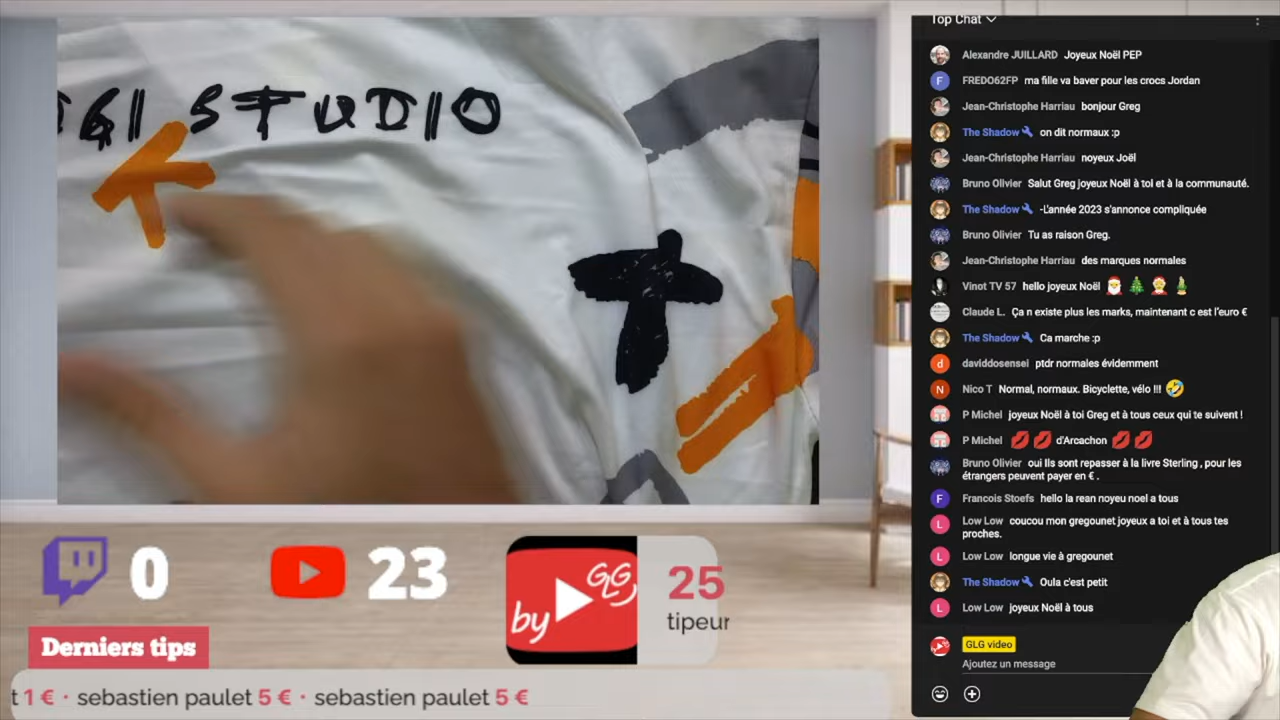 GI STUDIO
Top Chat
Alexandre JUILLARD Joyeux Noël PEP
FREDO62FP ma fille va baver pour les crocs Jordan
Jean-Christophe Harriau bonjour Greg
The Shadow on dit normaux :p
Jean-Christophe Harriau noyeux Joël
Bruno Olivier Salut Greg joyeux Noël à toi et à la communauté.
The Shadow -L'année 2023 s'annonce compliquée
Bruno Olivier Tu as raison Greg.
Jean-Christophe Harriau des marques normales
Vinot TV 57 hello joyeux Noël
Claude L. Ça n existe plus les marks, maintenant c est l'euro €
The Shadow Ca marche :p
daviddosensei ptdr normales évidemment
Nico T Normal, normaux. Bicyclette, vélo !!!
P Michel joyeux Noël à toi Greg et à tous ceux qui te suivent !
P Michel d'Arcachon
Bruno Olivier oui Ils sont repasser à la livre Sterling , pour les
étrangers peuvent payer en € .
Francois Stoefs hello la rean noyeu noel a tous
Low Low coucou mon gregounet joyeux a toi et à tous tes
proches.
Low Low longue vie à gregounet
The Shadow Oula c'est petit
Low Low joyeux Noël à tous
GLG video
Ajoutez un message
0
23
by GLG
25
tipeur
Derniers tips
t 1 € · sebastien paulet 5 € · sebastien paulet 5 €